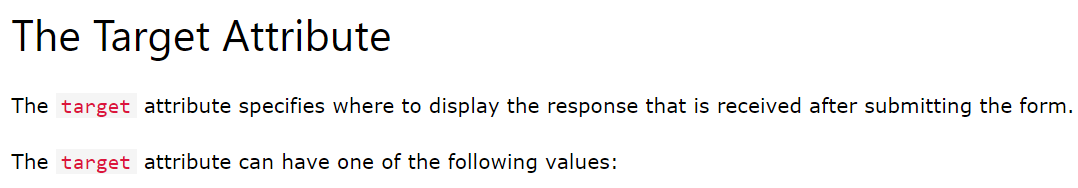 The Target Attribute
The target attribute specifies where to display the response that is received after submitting the form.
The target attribute can have one of the following values: